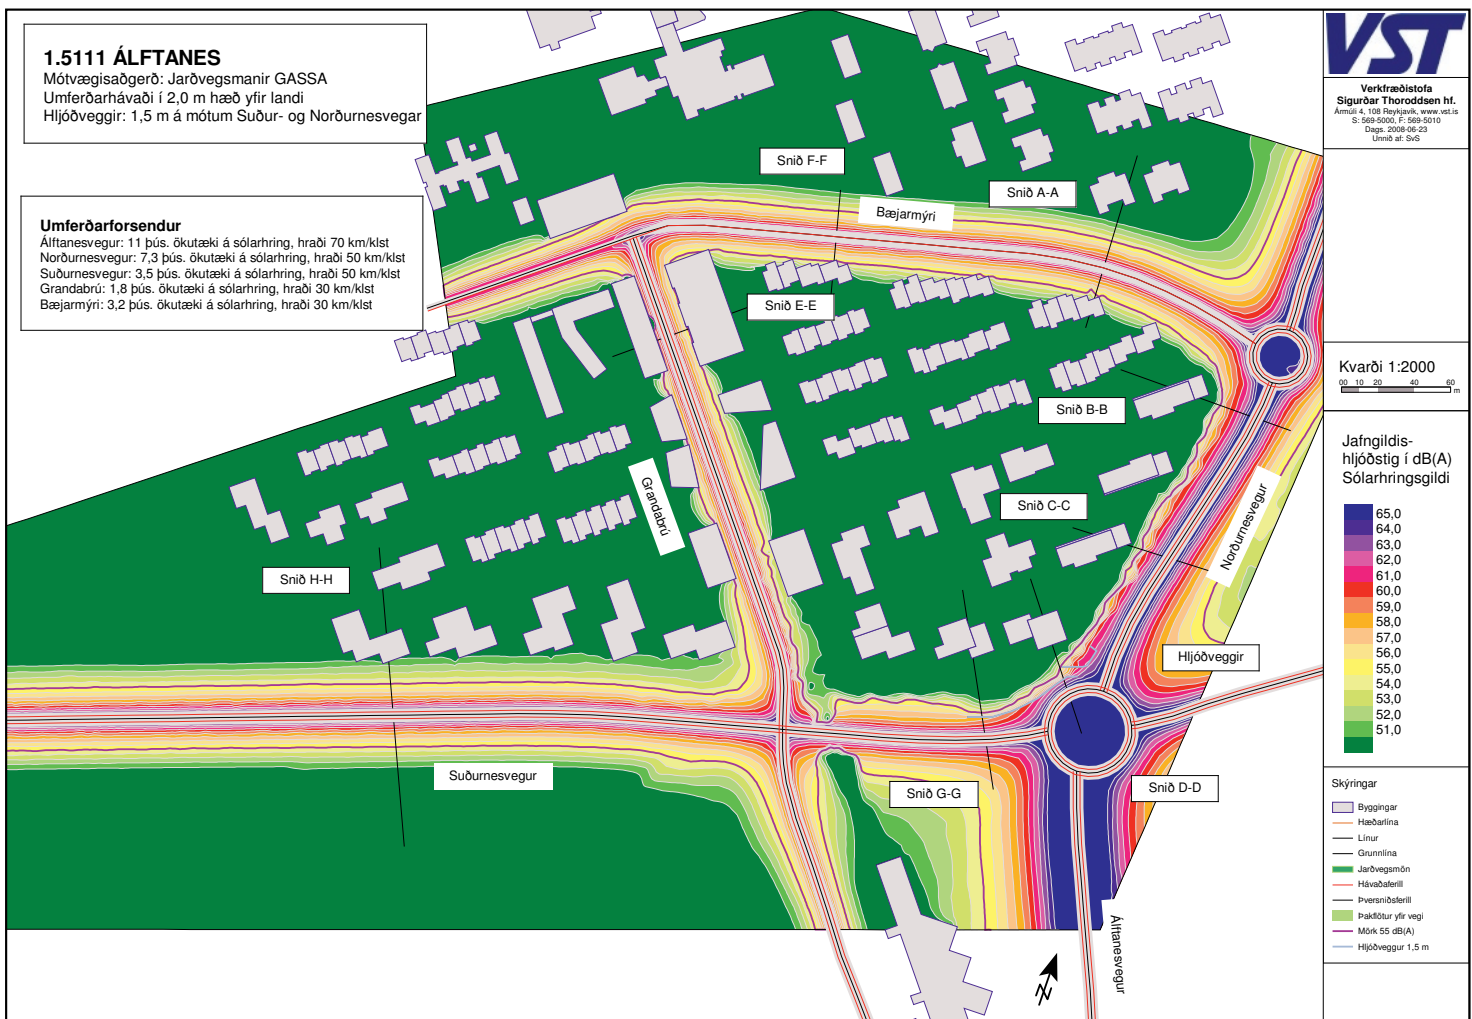 1.5111 ÁLFTANES
Mótvægisaðgerð: Jarðvegsmanir GASSA
Umferðarhávaði í 2,0 m hæð yfir landi
Hljóðveggir: 1,5 m á mótum Suður- og Norðurnesvegar
Umferðarforsendur
Álftanesvegur: 11 þús. ökutæki á sólarhring, hraði 70 km/klst
Norðurnesvegur: 7,3 þús. ökutæki á sólarhring, hraði 50 km/klst
Suðurnesvegur: 3,5 þús. ökutæki á sólarhring, hraði 50 km/klst
Grandabrú: 1,8 þús. ökutæki á sólarhring, hraði 30 km/klst
Bæjarmýri: 3,2 þús. ökutæki á sólarhring, hraði 30 km/klst
Snið F-F
Snið A-A
Bæjarmýri
Snið E-E
Snið B-B
Snið C-C
Grandabrú
Norðurnesvegur
Snið H-H
Hljóðveggir
Suðurnesvegur
Snið G-G
Snið D-D
Álftanesvegur
N
VST
Verkfræðistofa
Sigurðar Thoroddsen hf.
Ármúli 4, 108 Reykjavík, www.vst.is
S: 569-5000, F: 569-5010
Dags. 2008-06-23
Unnið af: SvS
Kvarði 1:2000
00 10 20 40 60
m
Jafngildis-
hljóðstig í dB(A)
Sólarhringsgildi
65,0
64,0
63,0
62,0
61,0
60,0
59,0
58,0
57,0
56,0
55,0
54,0
53,0
52,0
51,0
Skýringar
Byggingar
Hæðarlína
Línur
Grunnlína
Jarðvegsmön
Hávaðaferill
Þversniðsferill
Þakflötur yfir vegi
Mörk 55 dB(A)
Hljóðveggur 1,5 m